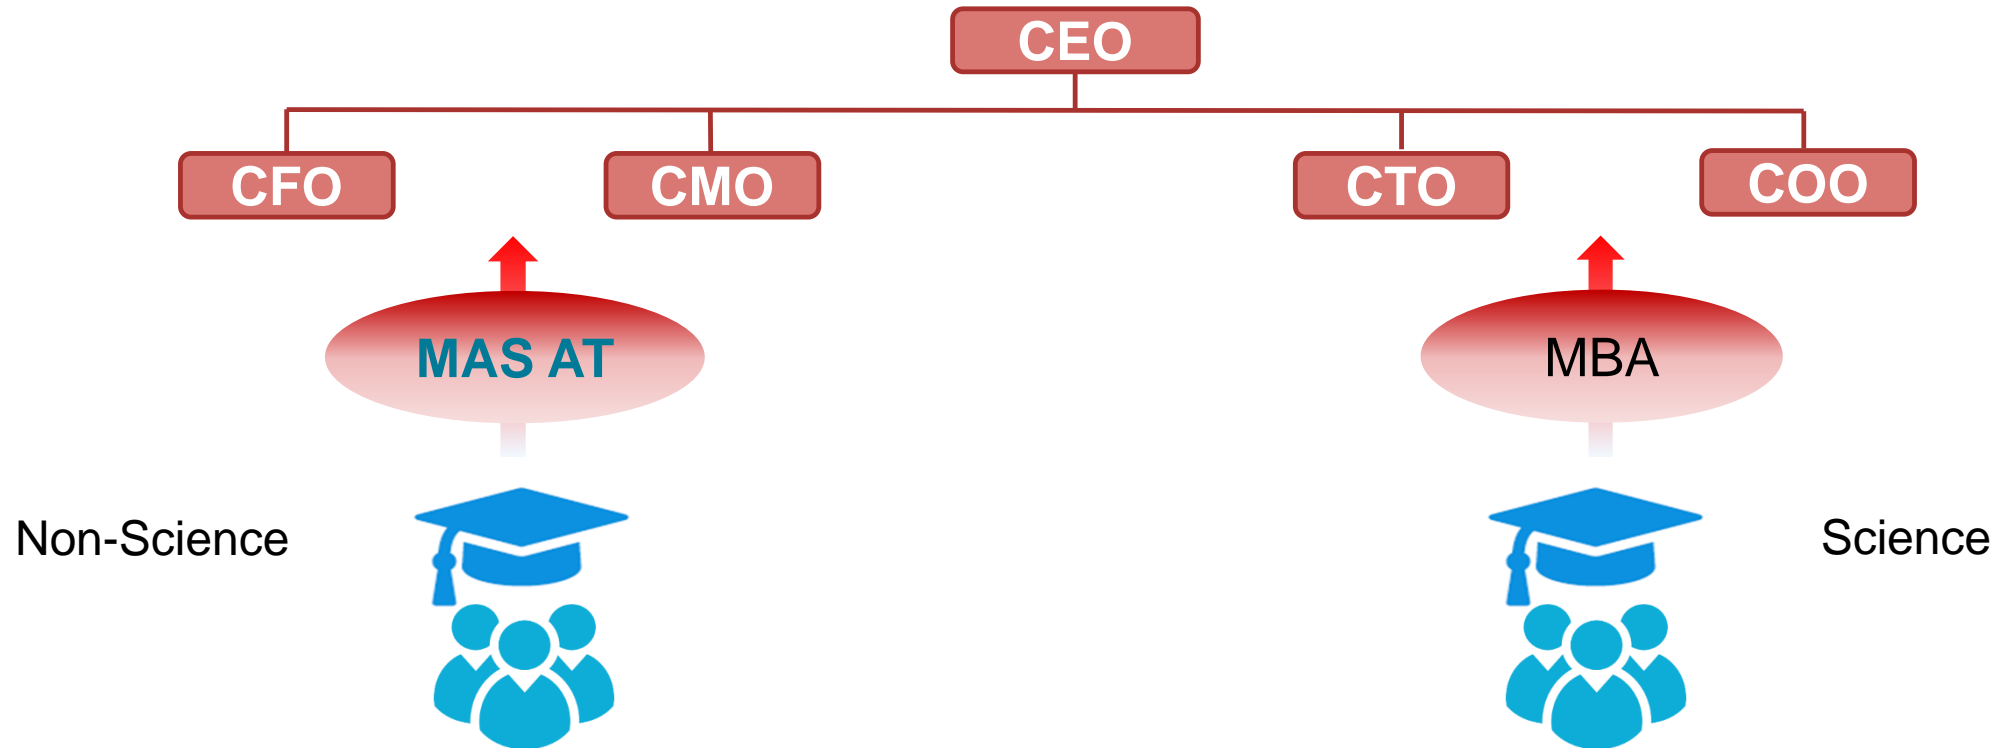 CEO
CFO
CMO
CTO
COO
MAS AT
MBA
Non-Science
Science